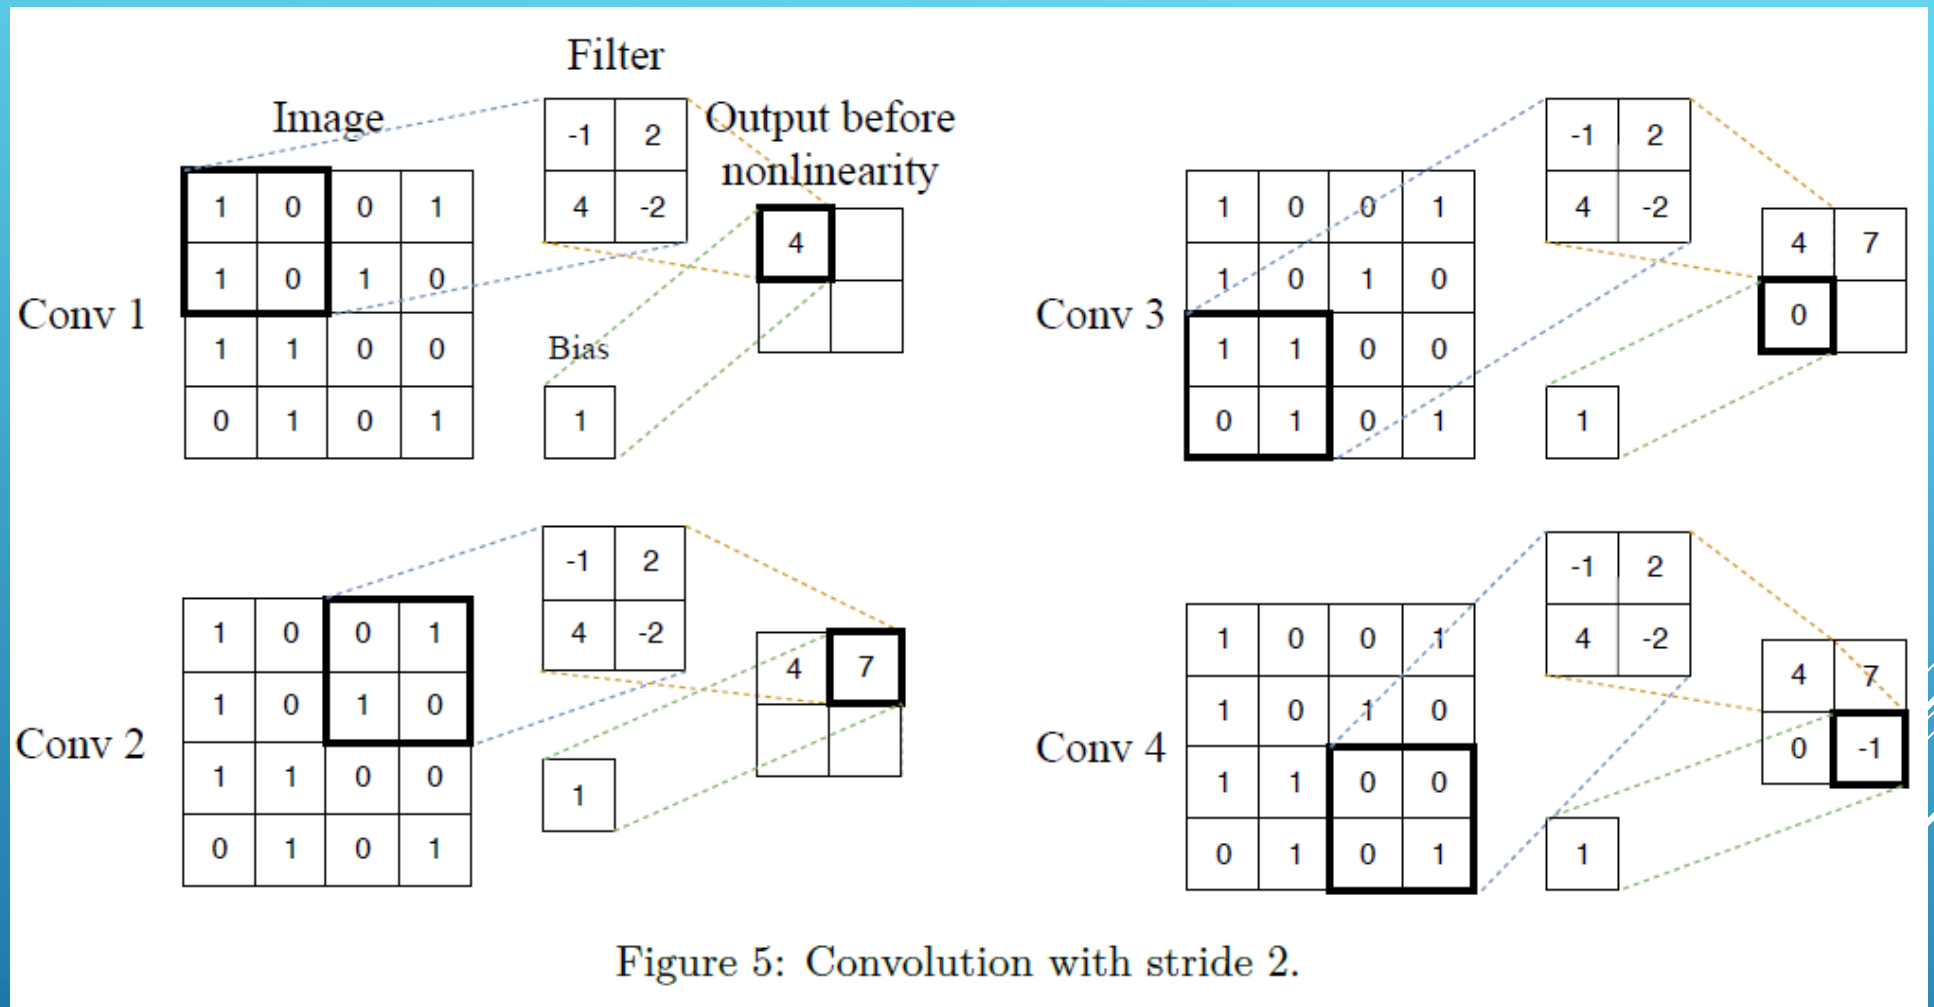 Filter
Image
Output before
nonlinearity
-1 2
4 -2
1 0 0 1
1 0 1 0
1 1 0 0
0 1 0 1
4
Conv 1
Bias
1
-1 2
4 -2
1 0 0 1
1 0 1 0
1 1 0 0
0 1 0 1
4 7
Conv 2
1
-1 2
4 -2
1 0 0 1
1 0 1 0
1 1 0 0
0 1 0 1
4 7
0
Conv 3
1
-1 2
4 -2
1 0 0 1
1 0 1 0
1 1 0 0
0 1 0 1
4 7
0 -1
Conv 4
1
Figure 5: Convolution with stride 2.